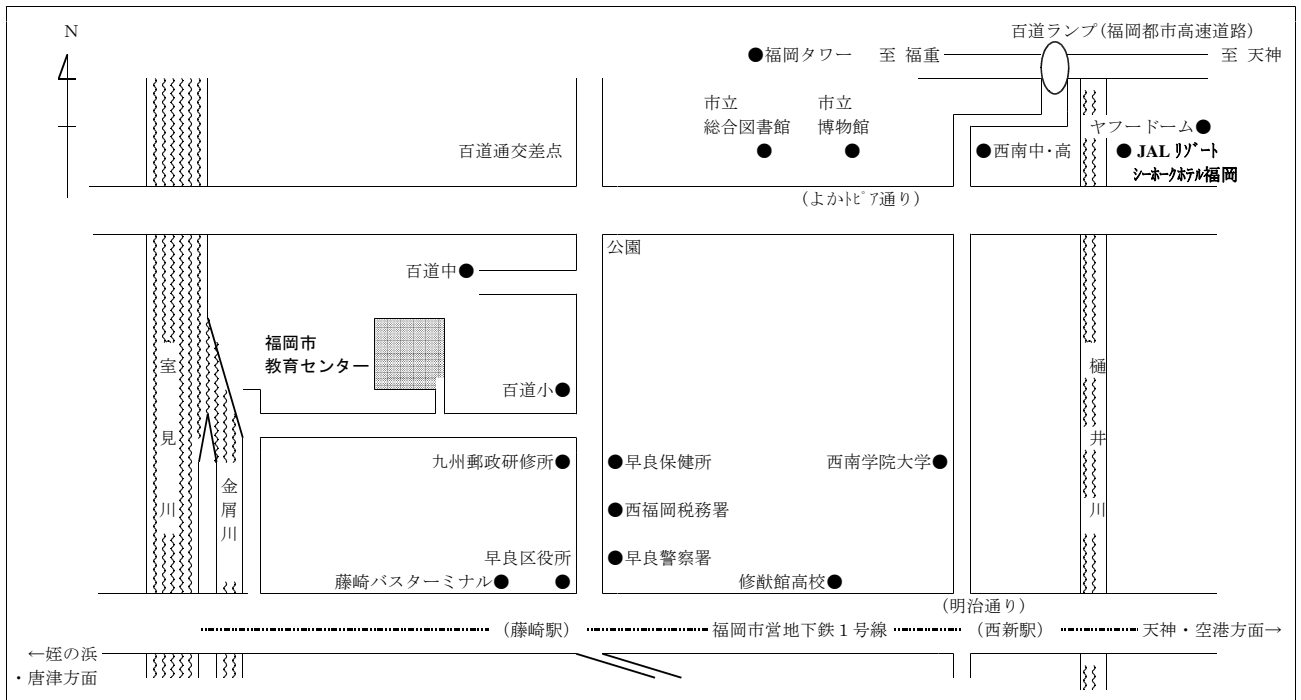 N
百道ランプ(福岡都市高速道路)
●福岡タワー
至 福重
至 天神
市立
総合図書館
●
市立
博物館
●
ヤフードーム●
百道通交差点
●西南中・高
● JAL リゾート
シーホークホテル福岡
(よかトピア通り)
公園
百道中●
福岡市
教育センター
百道小●
室見川
樋井川
九州郵政研修所●
●早良保健所
西南学院大学●
金屑川
●西福岡税務署
早良区役所
●
●早良警察署
藤崎バスターミナル●
修猷館高校●
(明治通り)
(藤崎駅)
福岡市営地下鉄1号線
(西新駅)
天神・空港方面→
←姪の浜
・唐津方面